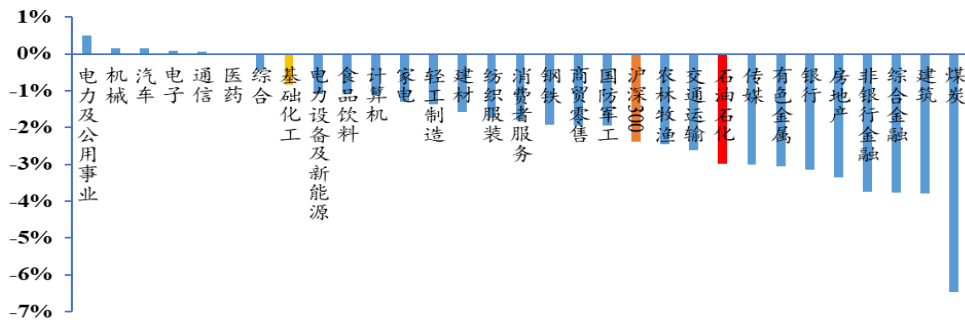 1%
0%
-1%
-2%
-3%
-4%
-5%
-6%
-7%
电力及公用事业
机械
汽车
电子
通信
医药
综合
基础化工
电力设备及新能源
食品饮料
计算机
家电
轻工制造
建材
纺织服装
消费者服务
钢铁
商贸零售
国防军工
沪深300
农林牧渔
交通运输
石油石化
传媒
有色金属
银行
房地产
非银行金融
综合金融
建筑
煤炭